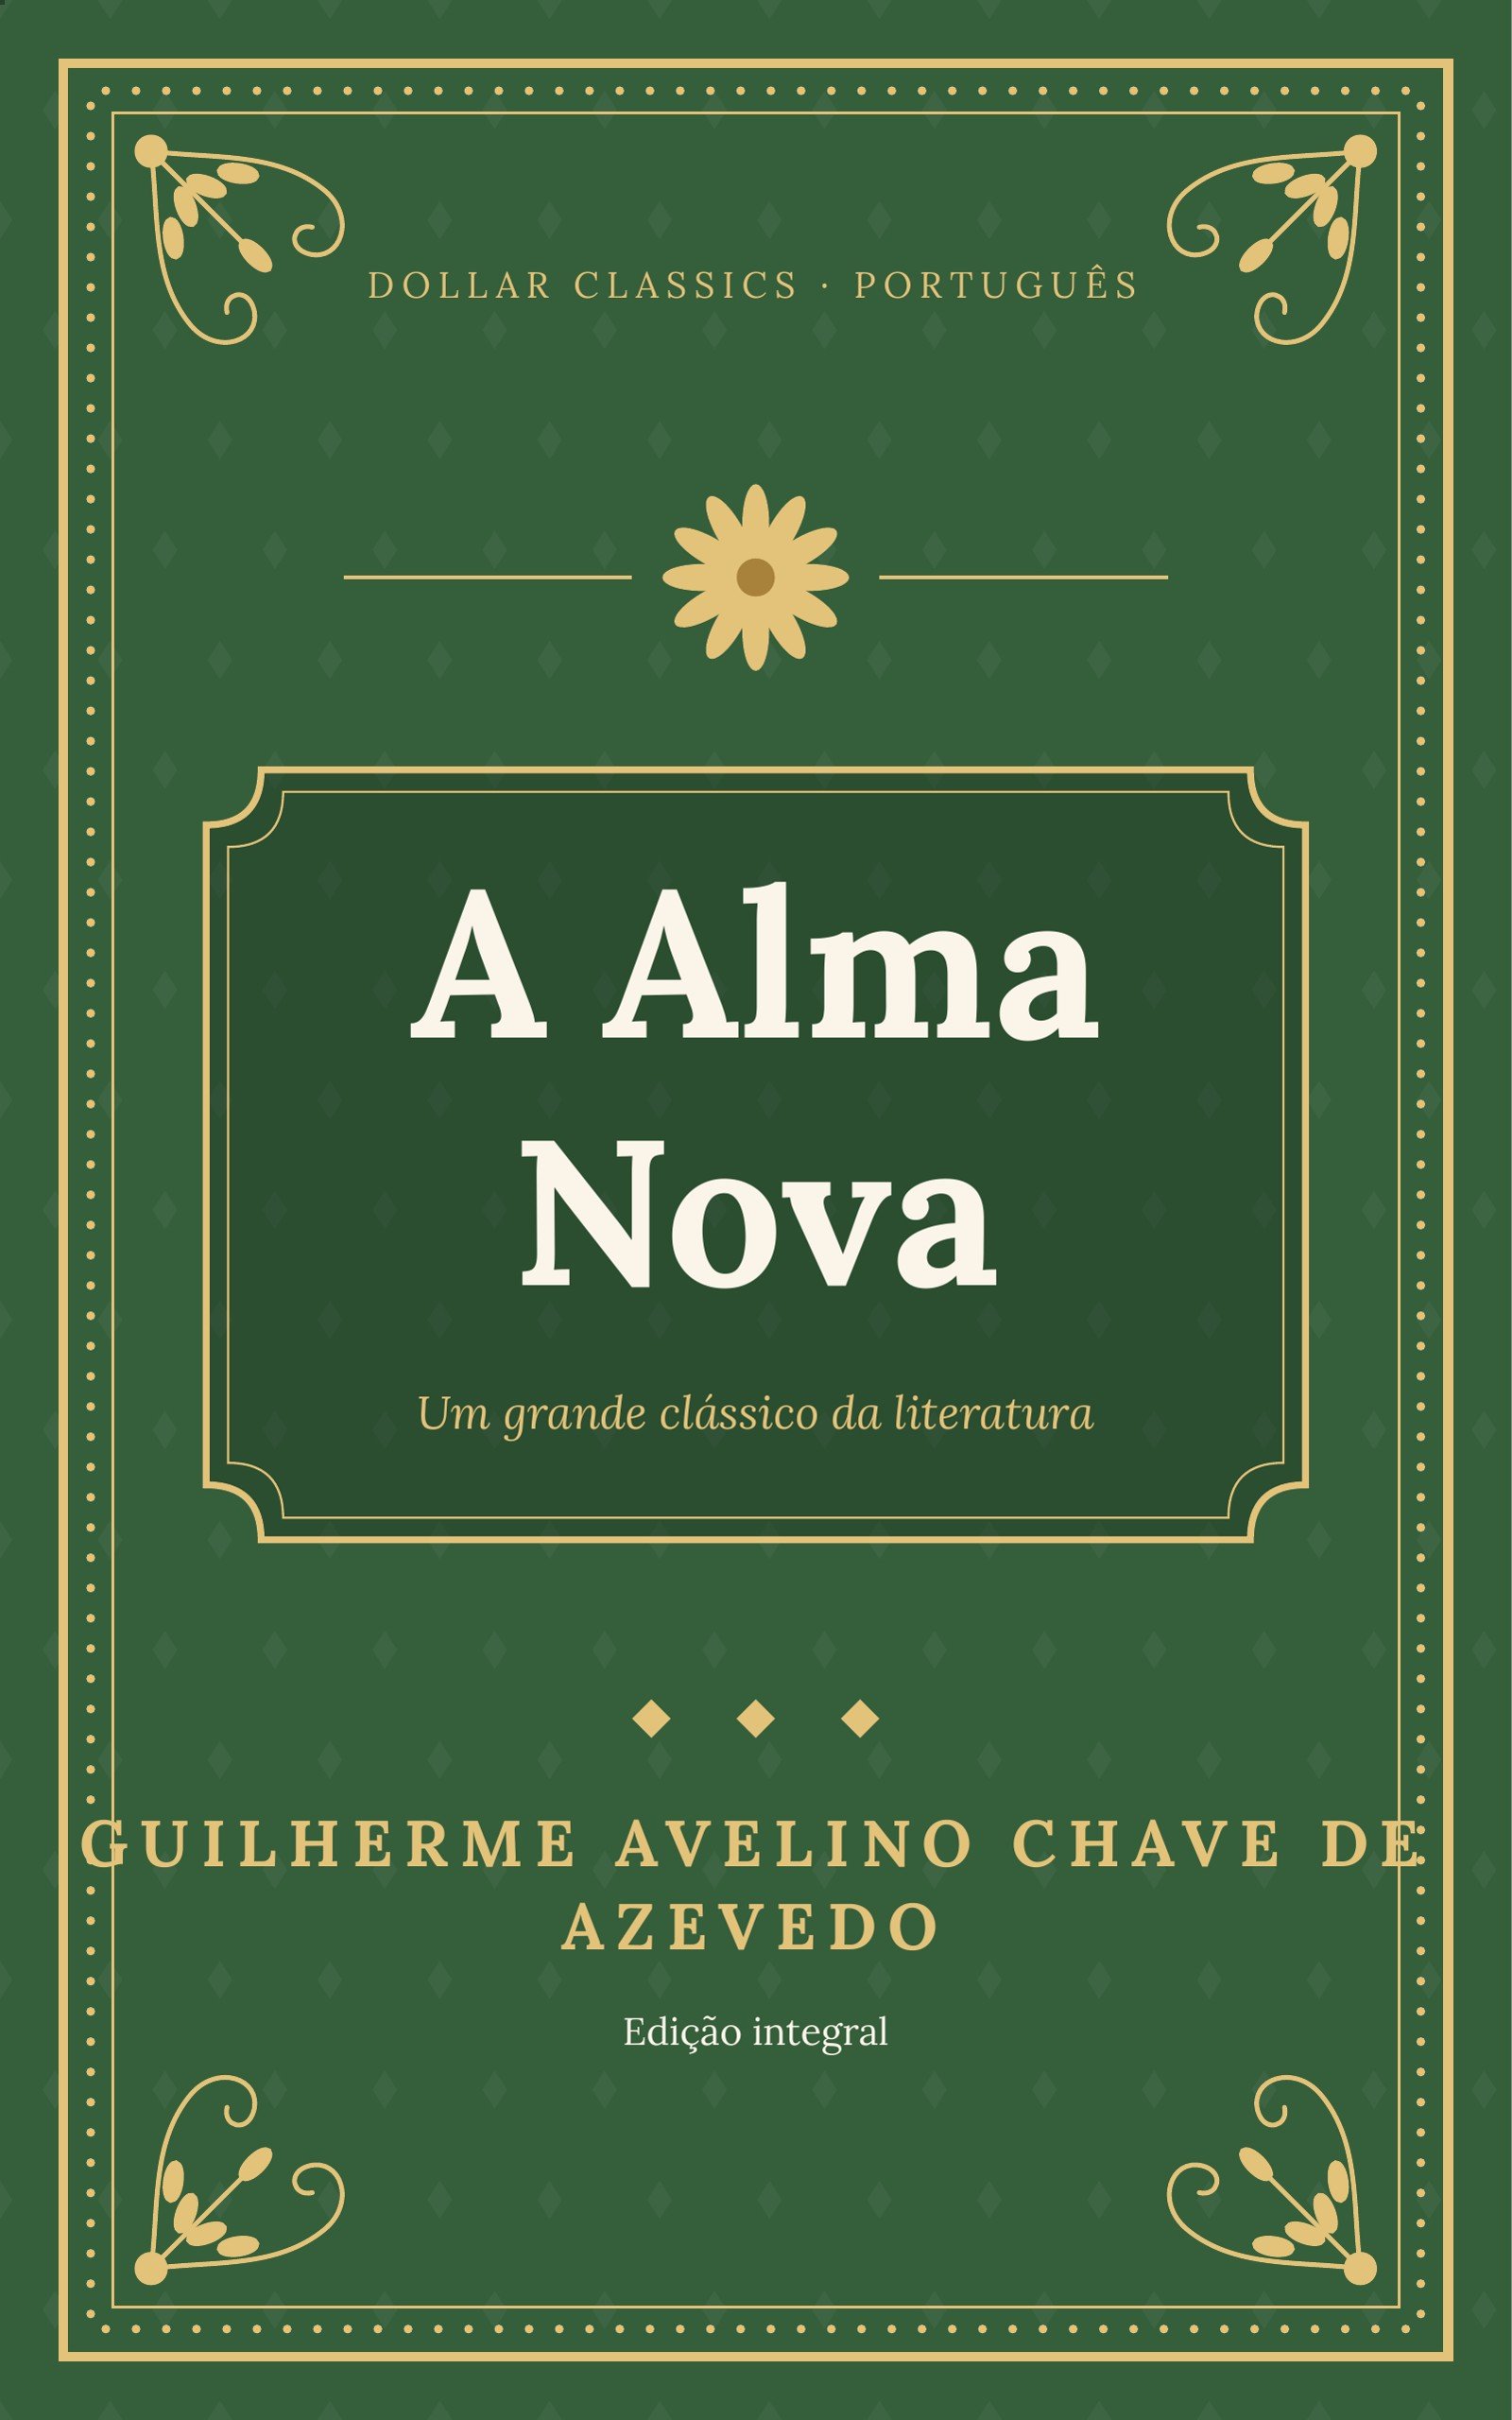 DOLLAR CLASSICS · PORTUGUÊS
A Alma
Nova
Um grande clássico da literatura
GUILHERME AVELINO CHAVE DE
AZEVEDO
Edição integral